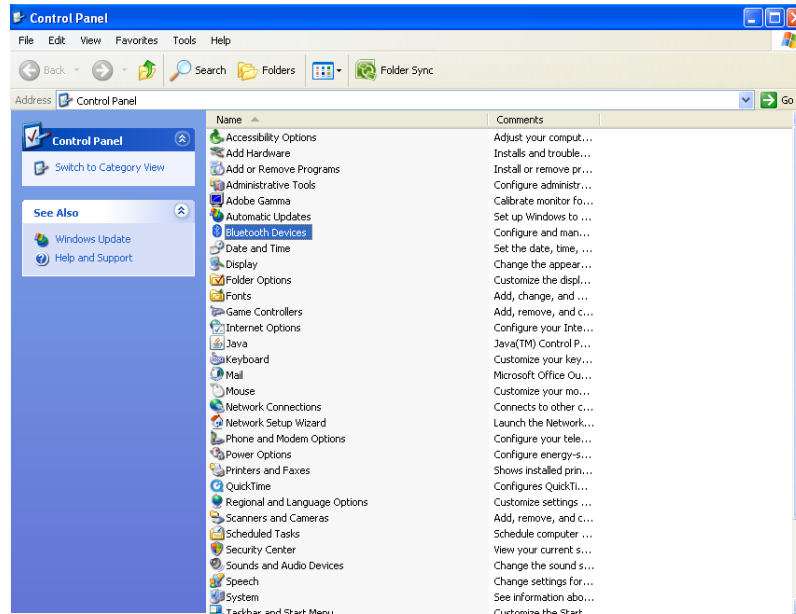 Control Panel
File Edit View Favorites Tools Help
Back Search Folders Folder Sync
Address Control Panel Go
Control Panel
Switch to Category View
See Also
Windows Update
Help and Support
Name Comments
Accessibility Options Adjust your comput...
Add Hardware Installs and trouble...
Add or Remove Programs Install or remove pr...
Administrative Tools Configure administr...
Adobe Gamma Calibrate monitor fo...
Automatic Updates Set up Windows to ...
Bluetooth Devices Configure and man...
Date and Time Set the date, time, ...
Display Change the appear...
Folder Options Customize the displ...
Fonts Add, change, and ...
Game Controllers Add, remove, and c...
Internet Options Configure your Inte...
Java Java(TM) Control P...
Keyboard Customize your key...
Mail Microsoft Office Ou...
Mouse Customize your mo...
Network Connections Connects to other c...
Network Setup Wizard Launch the Network...
Phone and Modem Options Configure your tele...
Power Options Configure energy-s...
Printers and Faxes Shows installed prin...
QuickTime Configures QuickTi...
Regional and Language Options Customize settings ...
Scanners and Cameras Add, remove, and c...
Scheduled Tasks Schedule computer ...
Security Center View your current s...
Sounds and Audio Devices Change the sound s...
Speech Change settings for...
System See information abo...
Taskbar and Start Menu Customize the Start